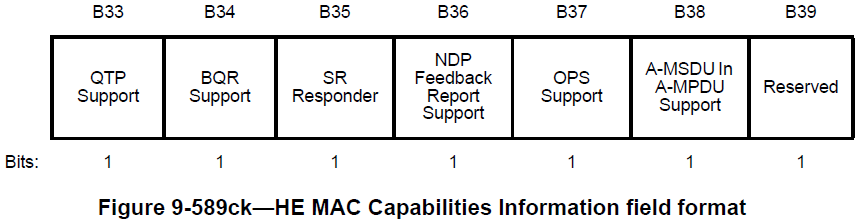 B33 B34 B35 B36 B37 B38 B39
QTP Support
BQR Support
SR Responder
NDP Feedback Report Support
OPS Support
A-MSDU In A-MPDU Support
Reserved
Bits: 1 1 1 1 1 1 1
Figure 9-589ck—HE MAC Capabilities Information field format